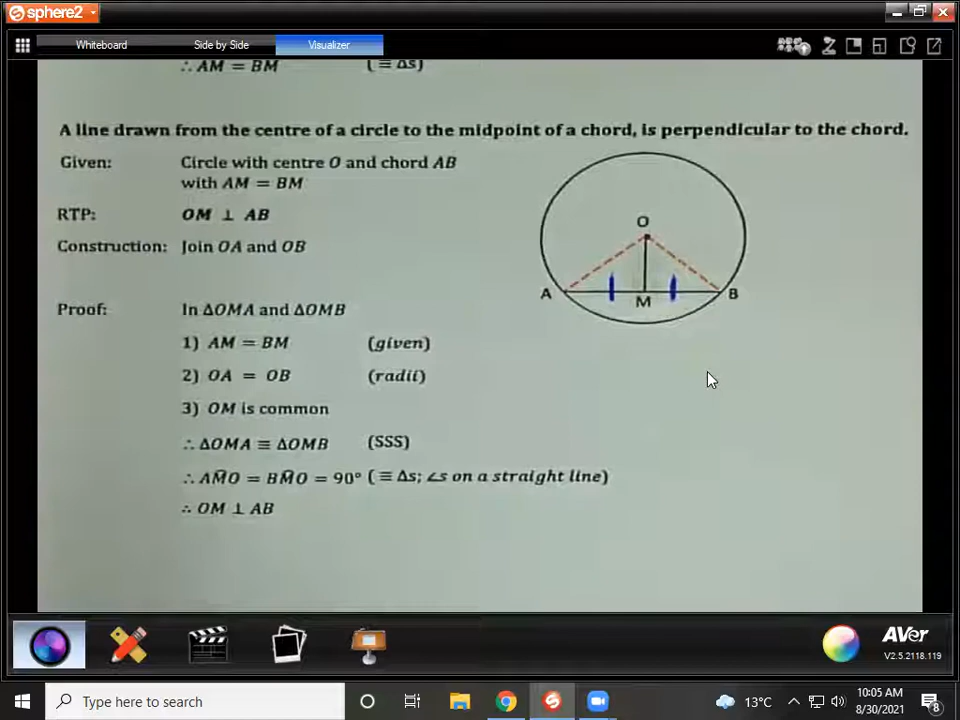 sphere2
Whiteboard
Side by Side
Visualizer
∴ AM = BM (≡ Δs)
A line drawn from the centre of a circle to the midpoint of a chord, is perpendicular to the chord.
Given: Circle with centre O and chord AB
with AM = BM
RTP: OM ⊥ AB
Construction: Join OA and OB
O
A
M
B
Proof: In ΔOMA and ΔOMB
1) AM = BM (given)
2) OA = OB (radii)
3) OM is common
∴ ΔOMA ≡ ΔOMB (SSS)
∴ AM̂O = BM̂O = 90° (≡ Δs; ∠s on a straight line)
∴ OM ⊥ AB
AVer
V2.5.2118.119
Type here to search
13°C
10:05 AM
8/30/2021
8